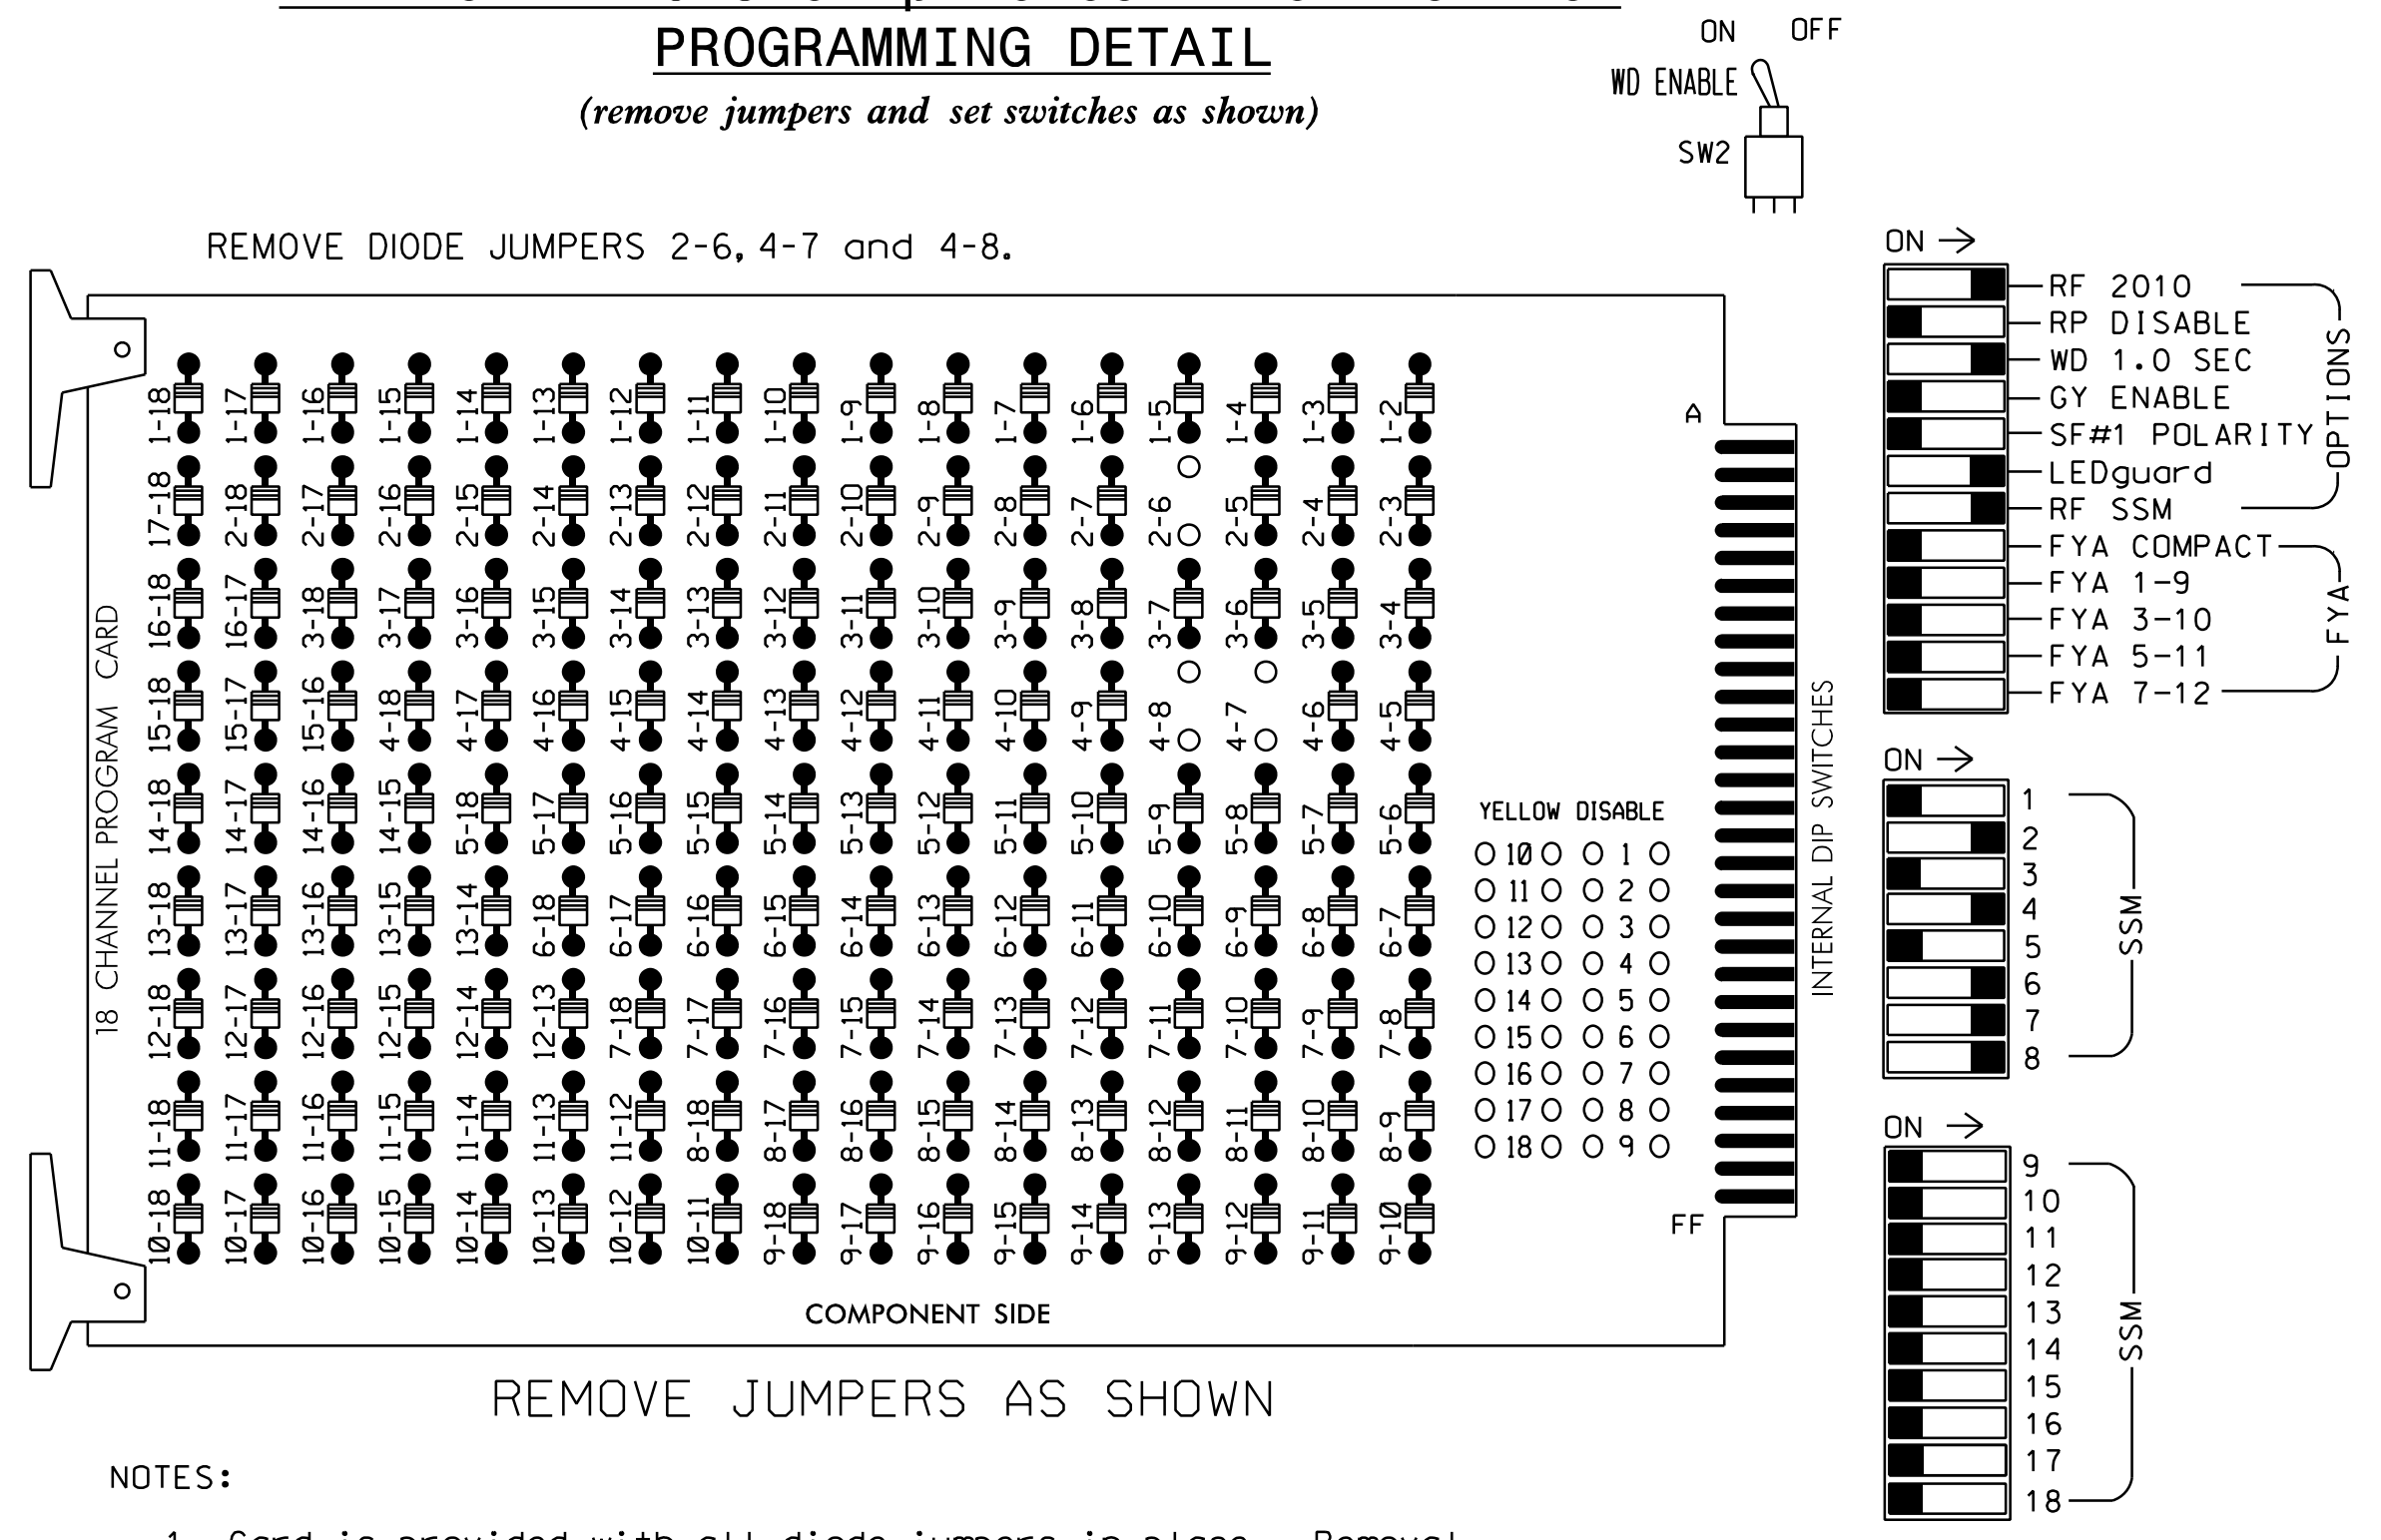 PROGRAMMING DETAIL
(remove jumpers and set switches as shown)
ON OFF
WD ENABLE
SW2
REMOVE DIODE JUMPERS 2-6, 4-7 and 4-8.
18 CHANNEL PROGRAM CARD
1-18 1-17 1-16 1-15 1-14 1-13 1-12 1-11 1-10 1-9 1-8 1-7 1-6 1-5 1-4 1-3 1-2
17-18 2-18 2-17 2-16 2-15 2-14 2-13 2-12 2-11 2-10 2-9 2-8 2-7 2-6 2-5 2-4 2-3
16-18 16-17 3-18 3-17 3-16 3-15 3-14 3-13 3-12 3-11 3-10 3-9 3-8 3-7 3-6 3-5 3-4
15-18 15-17 15-16 4-18 4-17 4-16 4-15 4-14 4-13 4-12 4-11 4-10 4-9 4-8 4-7 4-6 4-5
14-18 14-17 14-16 14-15 5-18 5-17 5-16 5-15 5-14 5-13 5-12 5-11 5-10 5-9 5-8 5-7 5-6
13-18 13-17 13-16 13-15 13-14 6-18 6-17 6-16 6-15 6-14 6-13 6-12 6-11 6-10 6-9 6-8 6-7
12-18 12-17 12-16 12-15 12-14 12-13 7-18 7-17 7-16 7-15 7-14 7-13 7-12 7-11 7-10 7-9 7-8
11-18 11-17 11-16 11-15 11-14 11-13 11-12 8-18 8-17 8-16 8-15 8-14 8-13 8-12 8-11 8-10 8-9
10-18 10-17 10-16 10-15 10-14 10-13 10-12 10-11 9-18 9-17 9-16 9-15 9-14 9-13 9-12 9-11 9-10
A
YELLOW DISABLE
10 1
11 2
12 3
13 4
14 5
15 6
16 7
17 8
18 9
FF
COMPONENT SIDE
INTERNAL DIP SWITCHES
ON
RF 2010
RP DISABLE
WD 1.0 SEC
GY ENABLE
SF#1 POLARITY
LEDguard
RF SSM
OPTIONS
FYA COMPACT
FYA 1-9
FYA 3-10
FYA 5-11
FYA 7-12
FYA
ON
1
2
3
4
5
6
7
8
SSM
ON
9
10
11
12
13
14
15
16
17
18
SSM
REMOVE JUMPERS AS SHOWN
NOTES:
1. Card is provided with all diode jumpers in place. Removal